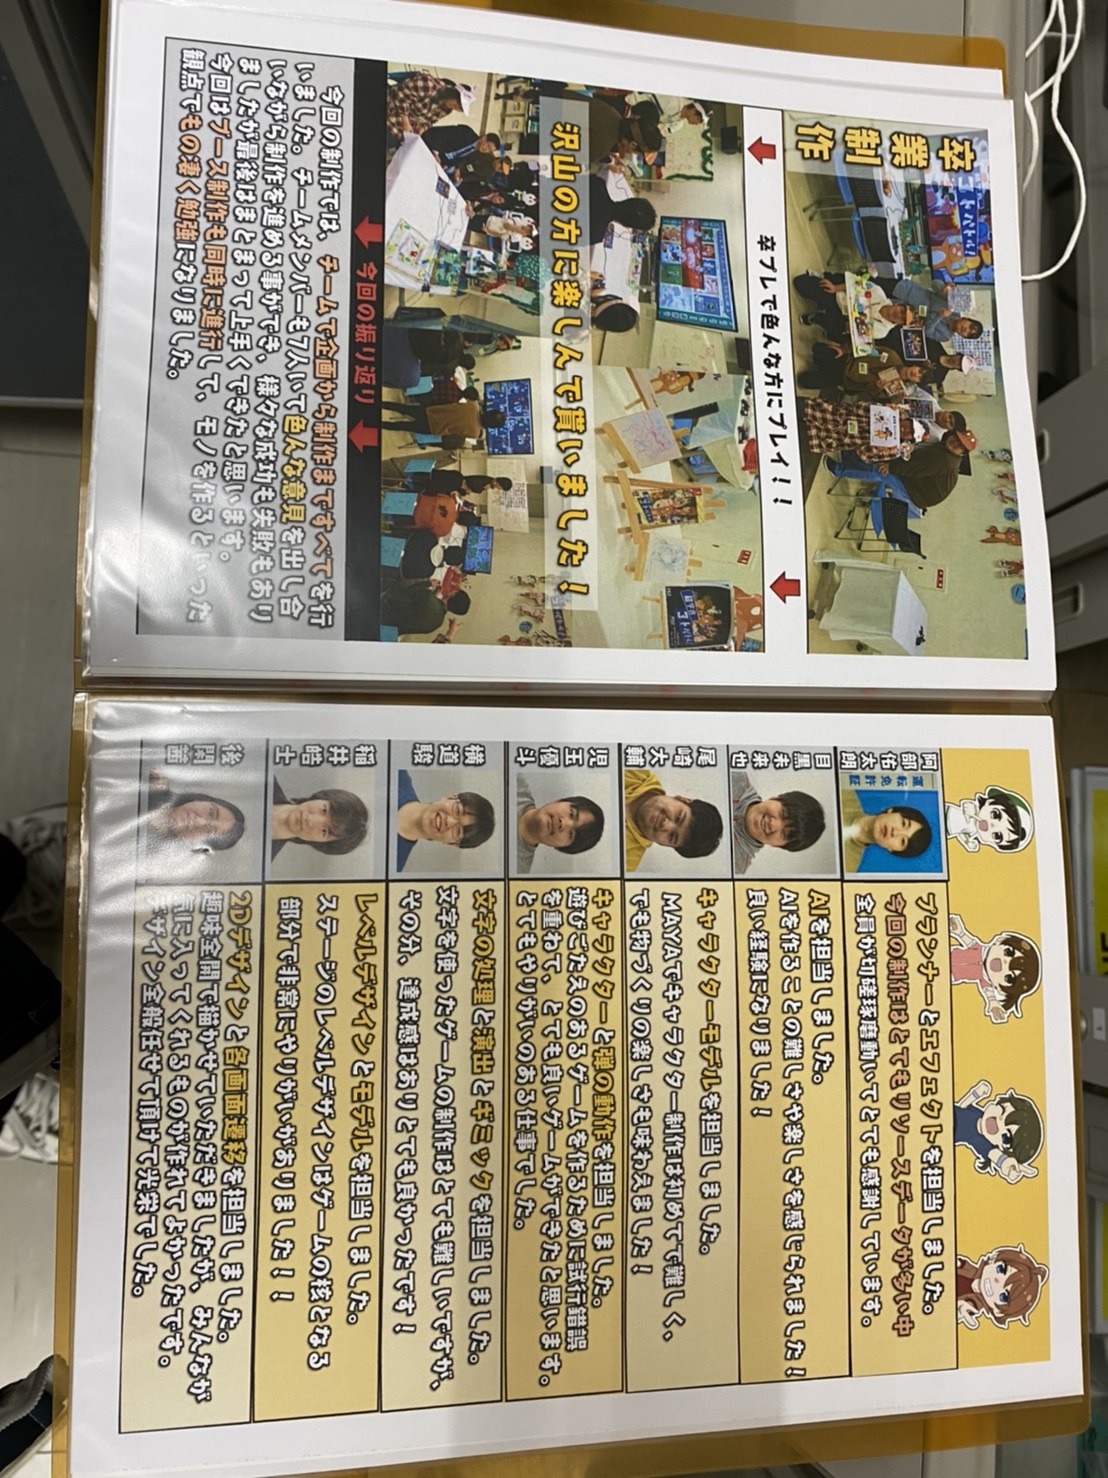 卒業制作
コトバトル!
卒プレで色んな方にプレイ!!
沢山の方に楽しんで貰いました!
今回の振り返り
今回の制作では、チームで企画から制作まですべてを行
いました。チームメンバーも7人いて色んな意見を出し合
いながら制作を進める事ができ、様々な成功も失敗もあり
ましたが最後はまとまって上手くできたと思います。
今回はブース制作も同時に進行して、モノを作るといった
観点でもの凄く勉強になりました。
阿部佑太朗
運転免許証
プランナーとエフェクトを担当しました。
今回の制作はとてもリソースデータが多い中
全員が切磋琢磨動いてとても感謝しています。
目黒未来也
AIを担当しました。
AIを作ることの難しさや楽しさを感じられました!
良い経験になりました!
尾崎大輔
キャラクターモデルを担当しました。
MAYAでキャラクター制作は初めてで難しく、
でも物づくりの楽しさも味わえました!
児玉優斗
キャラクターと弾の動作を担当しました。
遊びごたえのあるゲームを作るために試行錯誤
を重ねて、とても良いゲームができたと思います。
とてもやりがいのある仕事でした。
横道毅
文字の処理と演出とギミックを担当しました。
文字を使ったゲームの制作はとても難しいですが、
その分、達成感はありとても良かったです!
稲井皓士
レベルデザインとモデルを担当しました。
ステージのレベルデザインはゲームの核となる
部分で非常にやりがいがありました!!
後閑茜
2Dデザインと各画面遷移を担当しました。
趣味全開で描かせていただきましたが、みんなが
気に入ってくれるものが作れてよかったです。
デザイン全般任せて頂けて光栄でした。